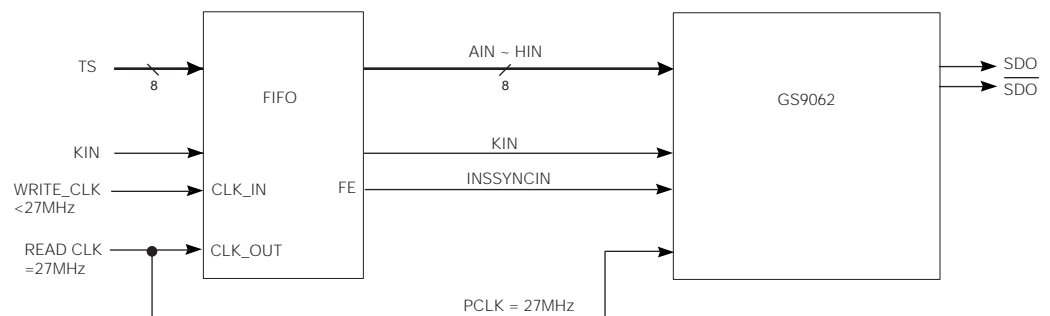 TS
8
KIN
WRITE_CLK
<27MHz
READ CLK
=27MHz
FIFO
CLK_IN
FE
CLK_OUT
AIN ~ HIN
8
KIN
INSSYNCIN
PCLK = 27MHz
GS9062
SDO
SDO